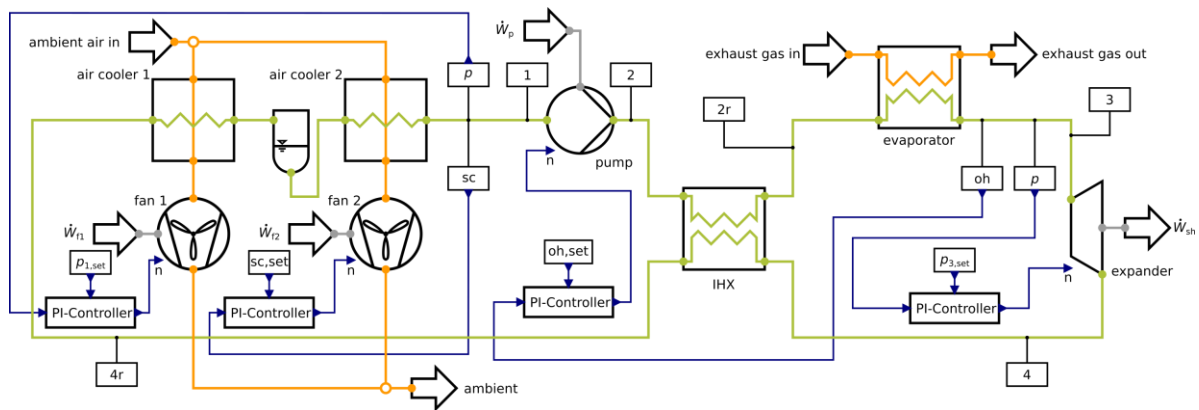 ambient air in
Ẇp
exhaust gas in
exhaust gas out
air cooler 1
air cooler 2
p
1
2
2r
3
evaporator
n
pump
sc
oh
p
fan 1
fan 2
Ẇf1
Ẇf2
Ẇsh
p1,set
n
sc,set
n
oh,set
IHX
p3,set
n
expander
PI-Controller
PI-Controller
PI-Controller
PI-Controller
4r
4
ambient